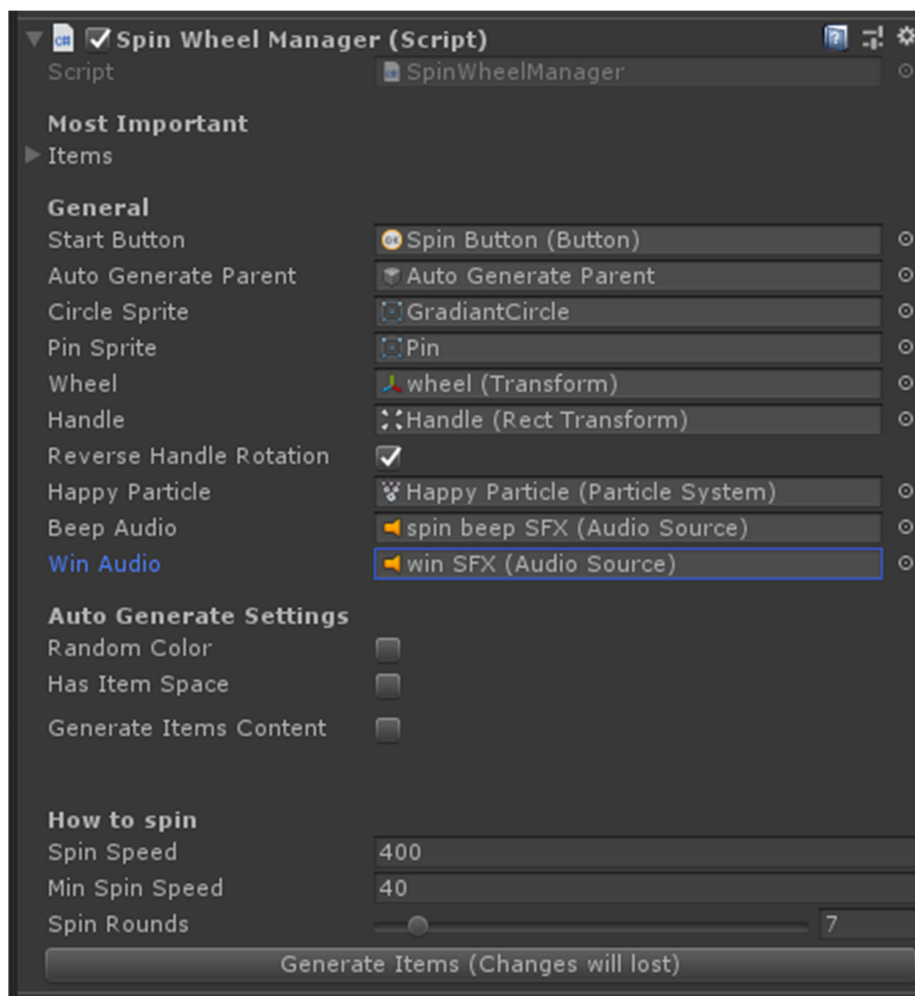 Spin Wheel Manager (Script)
Script SpinWheelManager
Most Important
Items
General
Start Button Spin Button (Button)
Auto Generate Parent Auto Generate Parent
Circle Sprite GradiantCircle
Pin Sprite Pin
Wheel wheel (Transform)
Handle Handle (Rect Transform)
Reverse Handle Rotation
Happy Particle Happy Particle (Particle System)
Beep Audio spin beep SFX (Audio Source)
Win Audio win SFX (Audio Source)
Auto Generate Settings
Random Color
Has Item Space
Generate Items Content
How to spin
Spin Speed 400
Min Spin Speed 40
Spin Rounds 7
Generate Items (Changes will lost)